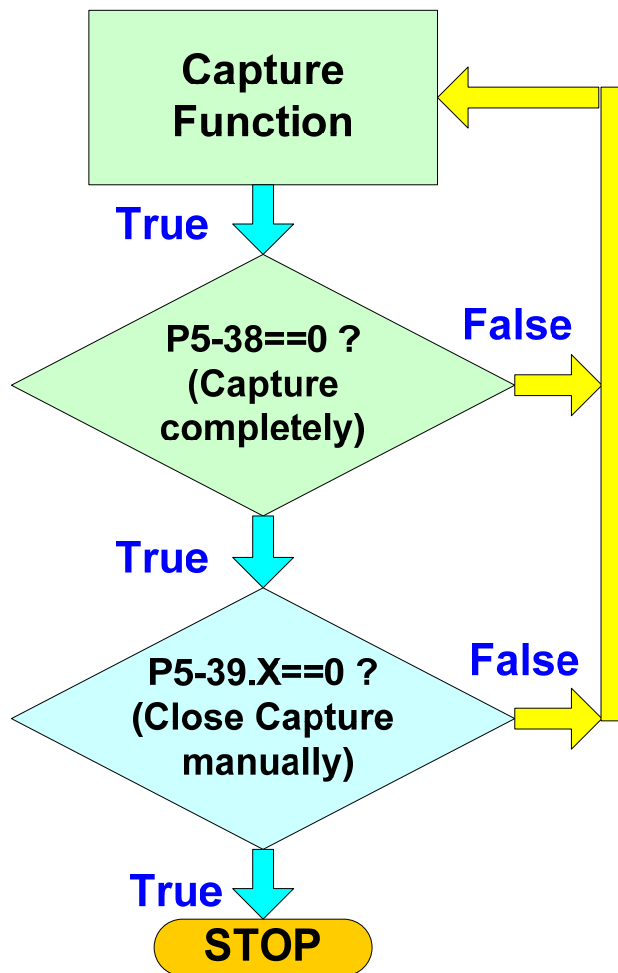 Capture
Function
True
P5-38==0 ?
(Capture
completely)
False
True
P5-39.X==0 ?
(Close Capture
manually)
False
True
STOP